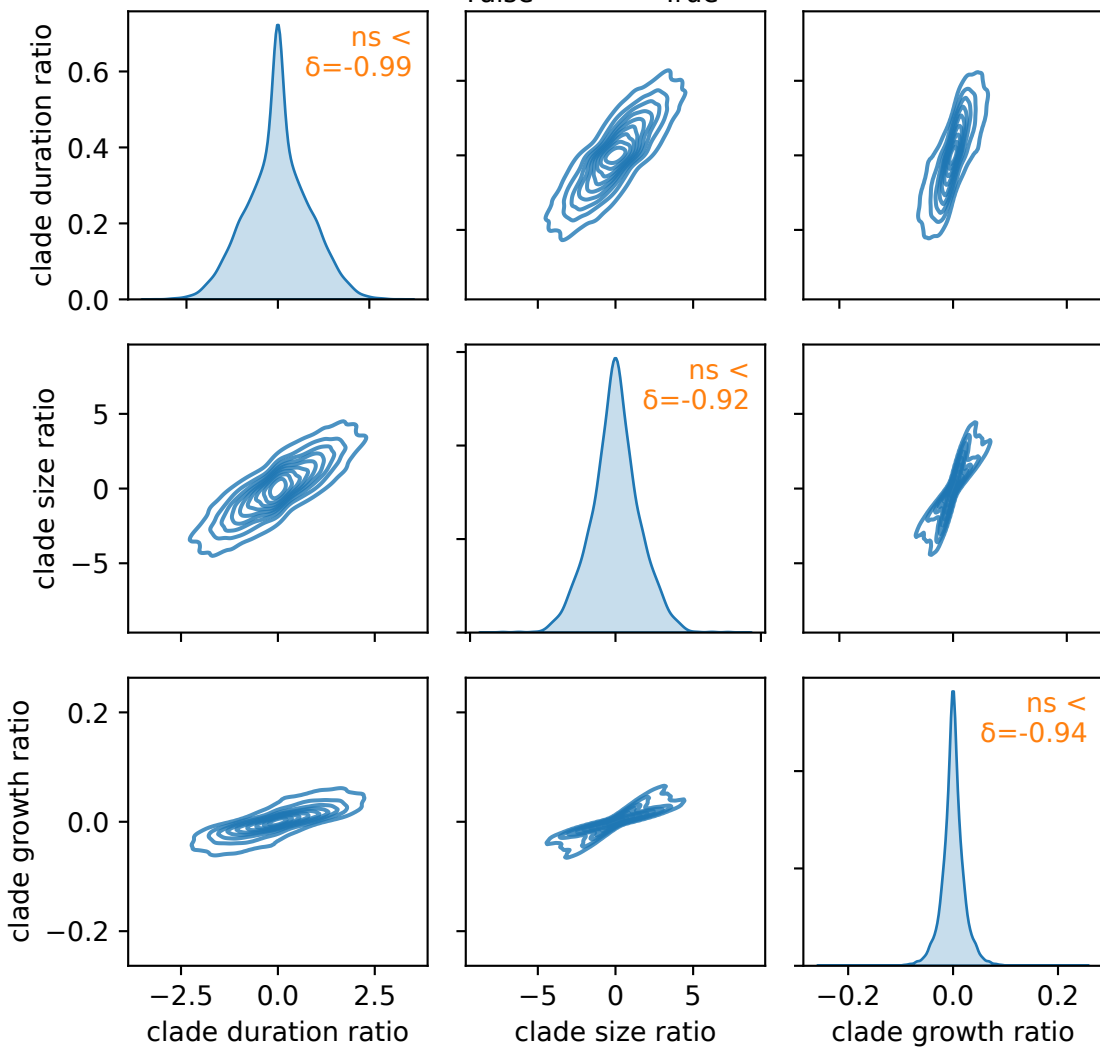 clade duration ratio
0.6
0.4
0.2
0.0
ns <
δ=-0.99
clade size ratio
5
0
−5
ns <
δ=-0.92
clade growth ratio
0.2
0.0
−0.2
ns <
δ=-0.94
−2.5 0.0 2.5
−5 0 5
−0.2 0.0 0.2
clade duration ratio
clade size ratio
clade growth ratio